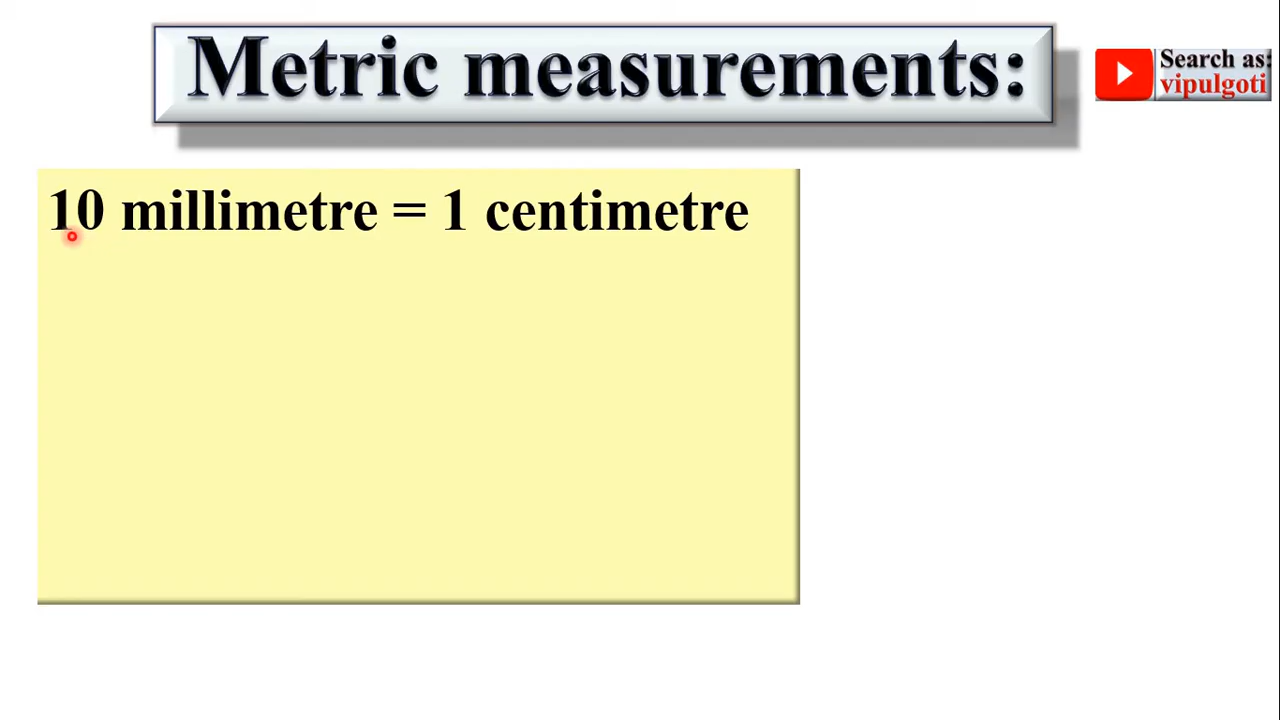 Metric measurements:
Search as:
vipulgoti
10 millimetre = 1 centimetre